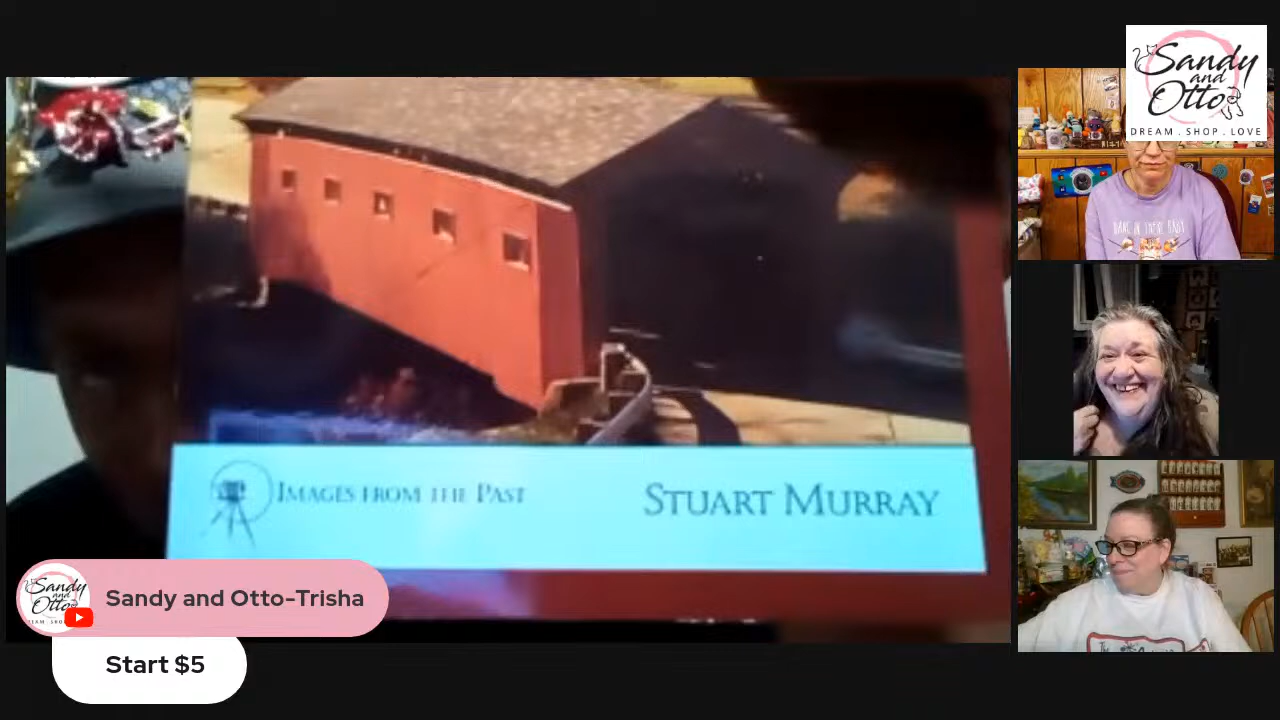 Sandy
and
Otto
DREAM . SHOP . LOVE
IMAGES FROM THE PAST
STUART MURRAY
Sandy and Otto-Trisha
Start $5